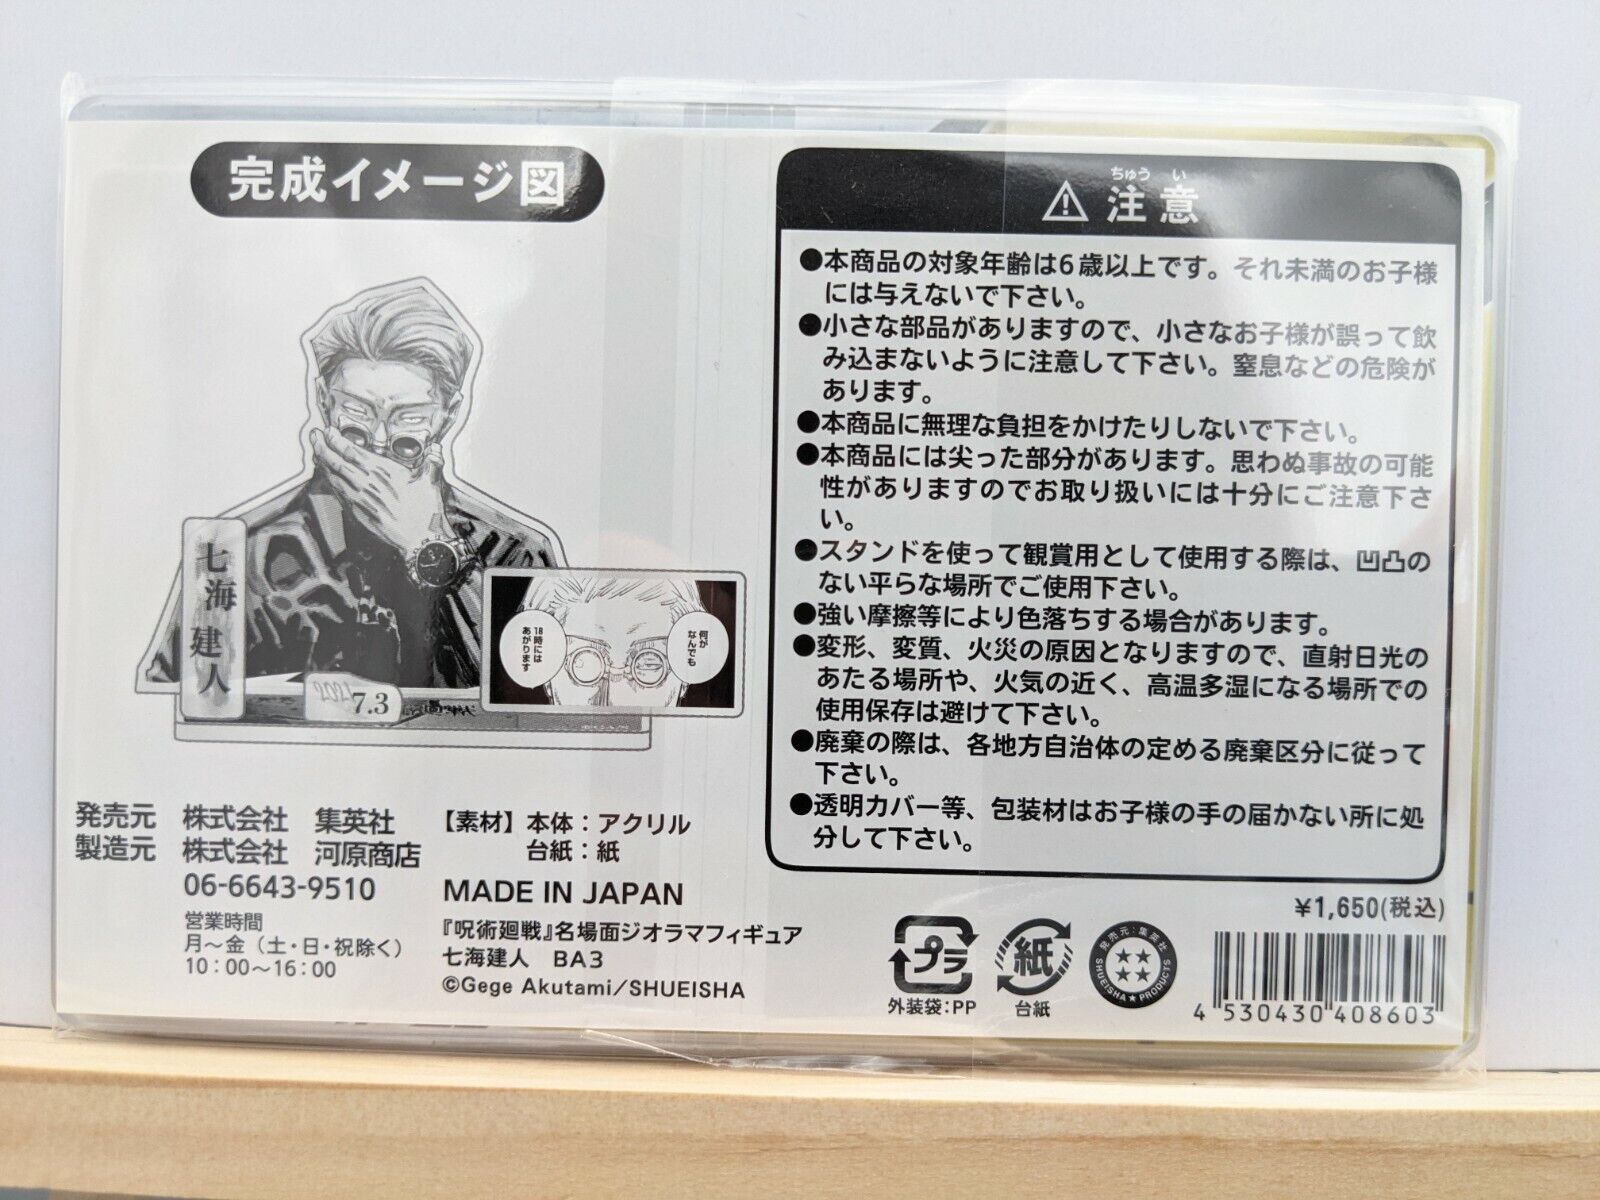 完成イメージ図
七海建人
7.3
何が
なんでも
18時には
あがります
発売元 株式会社 集英社
製造元 株式会社 河原商店
06-6643-9510
営業時間
月～金（土・日・祝除く）
10：00～16：00
【素材】本体：アクリル
台紙：紙
MADE IN JAPAN
『呪術廻戦』名場面ジオラマフィギュア
七海建人 BA3
©Gege Akutami/SHUEISHA
ちゅう い
注意
●本商品の対象年齢は6歳以上です。それ未満のお子様
には与えないで下さい。
●小さな部品がありますので、小さなお子様が誤って飲
み込まないように注意して下さい。窒息などの危険が
あります。
●本商品に無理な負担をかけたりしないで下さい。
●本商品には尖った部分があります。思わぬ事故の可能
性がありますのでお取り扱いには十分にご注意下さ
い。
●スタンドを使って観賞用として使用する際は、凹凸の
ない平らな場所でご使用下さい。
●強い摩擦等により色落ちする場合があります。
●変形、変質、火災の原因となりますので、直射日光の
あたる場所や、火気の近く、高温多湿になる場所での
使用保存は避けて下さい。
●廃棄の際は、各地方自治体の定める廃棄区分に従って
下さい。
●透明カバー等、包装材はお子様の手の届かない所に処
分して下さい。
¥1,650(税込)
プラ
外装袋：PP
紙
台紙
発売元：集英社
SHUEISHA★PRODUCTS
4 530430 408603